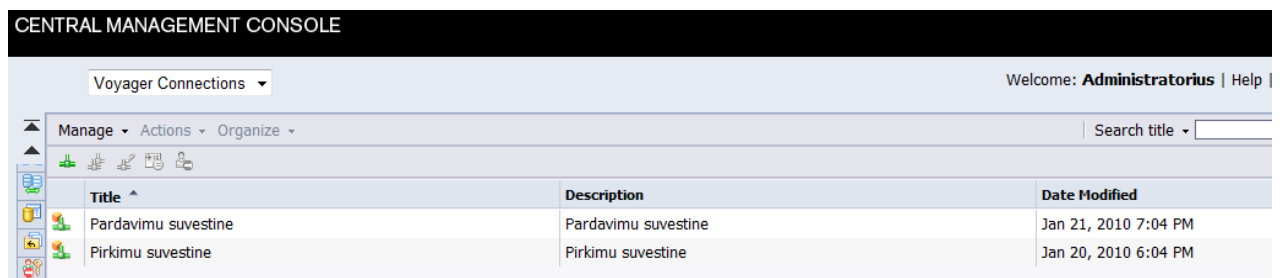 CENTRAL MANAGEMENT CONSOLE
Voyager Connections
Welcome: Administratorius | Help |
Manage Actions Organize Search title
Title Description Date Modified
Pardavimu suvestine Pardavimu suvestine Jan 21, 2010 7:04 PM
Pirkimu suvestine Pirkimu suvestine Jan 20, 2010 6:04 PM